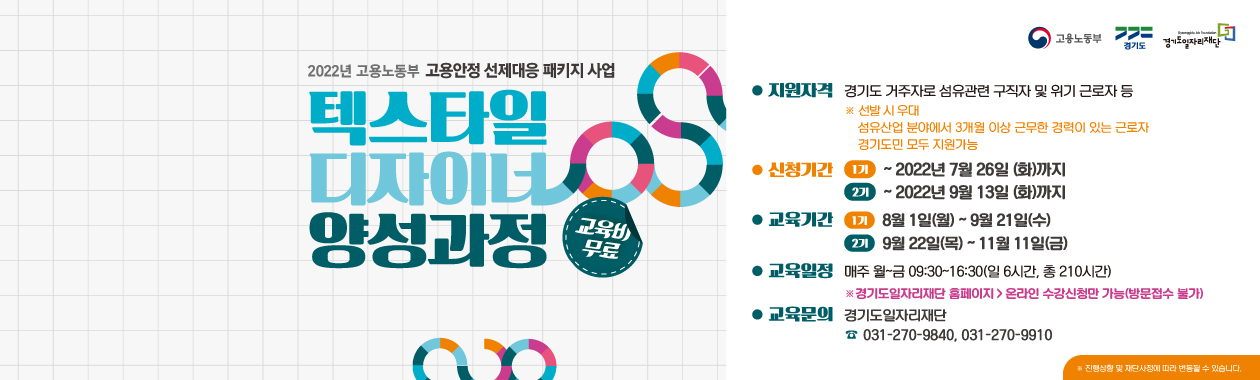 2022년 고용노동부 고용안정 선제대응 패키지 사업
텍스타일
디자이너
양성과정
교육비
무료
고용노동부
경기도
경기도일자리재단
지원자격 경기도 거주자로 섬유관련 구직자 및 위기 근로자 등
※ 선발 시 우대
섬유산업 분야에서 3개월 이상 근무한 경력이 있는 근로자
경기도민 모두 지원가능
신청기간 1기 ~ 2022년 7월 26일 (화)까지
2기 ~ 2022년 9월 13일 (화)까지
교육기간 1기 8월 1일(월) ~ 9월 21일(수)
2기 9월 22일(목) ~ 11월 11일(금)
교육일정 매주 월~금 09:30~16:30(일 6시간, 총 210시간)
※경기도일자리재단 홈페이지 > 온라인 수강신청만 가능(방문접수 불가)
교육문의 경기도일자리재단
☎ 031-270-9840, 031-270-9910
※ 진행상황 및 재단사정에 따라 변동될 수 있습니다.